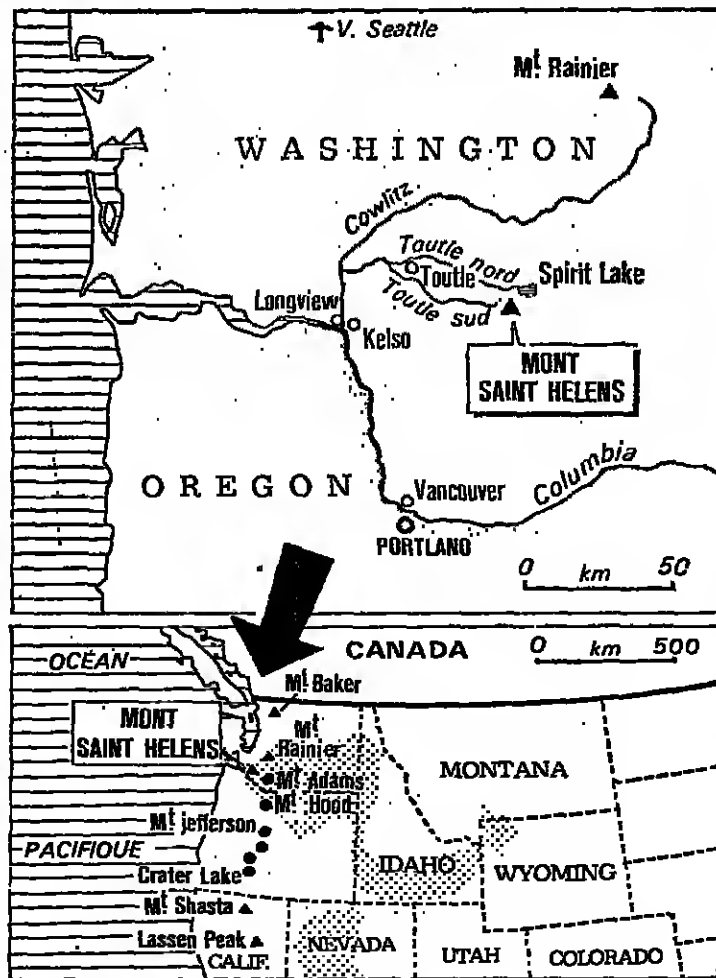 V. Seattle
Mt Rainier
WASHINGTON
Cowlitz
Toutle nord
Toutle
Spirit Lake
Longview
Toutle sud
Kelso
MONT
SAINT HELENS
OREGON
Vancouver
Columbia
PORTLAND
0 km 50
OCÉAN
CANADA
0 km 500
Mt Baker
MONT
SAINT HELENS
Mt
Rainier
Mt Adams
Mt Hood
MONTANA
Mt jefferson
PACIFIQUE
IDAHO
WYOMING
Crater Lake
Mt Shasta
Lassen Peak
CALIF.
NEVADA
UTAH
COLORADO